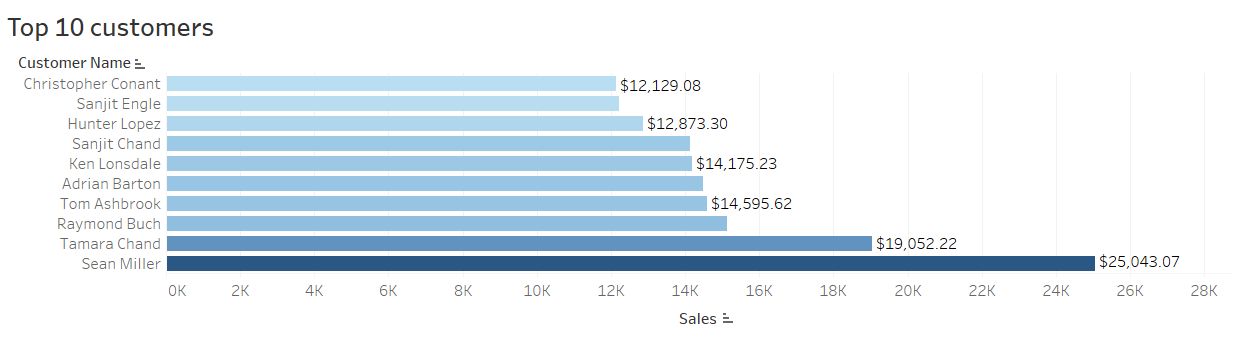 Top 10 customers
Customer Name
Christopher Conant $12,129.08
Sanjit Engle
Hunter Lopez $12,873.30
Sanjit Chand
Ken Lonsdale $14,175.23
Adrian Barton
Tom Ashbrook $14,595.62
Raymond Buch
Tamara Chand $19,052.22
Sean Miller $25,043.07
0K 2K 4K 6K 8K 10K 12K 14K 16K 18K 20K 22K 24K 26K 28K
Sales